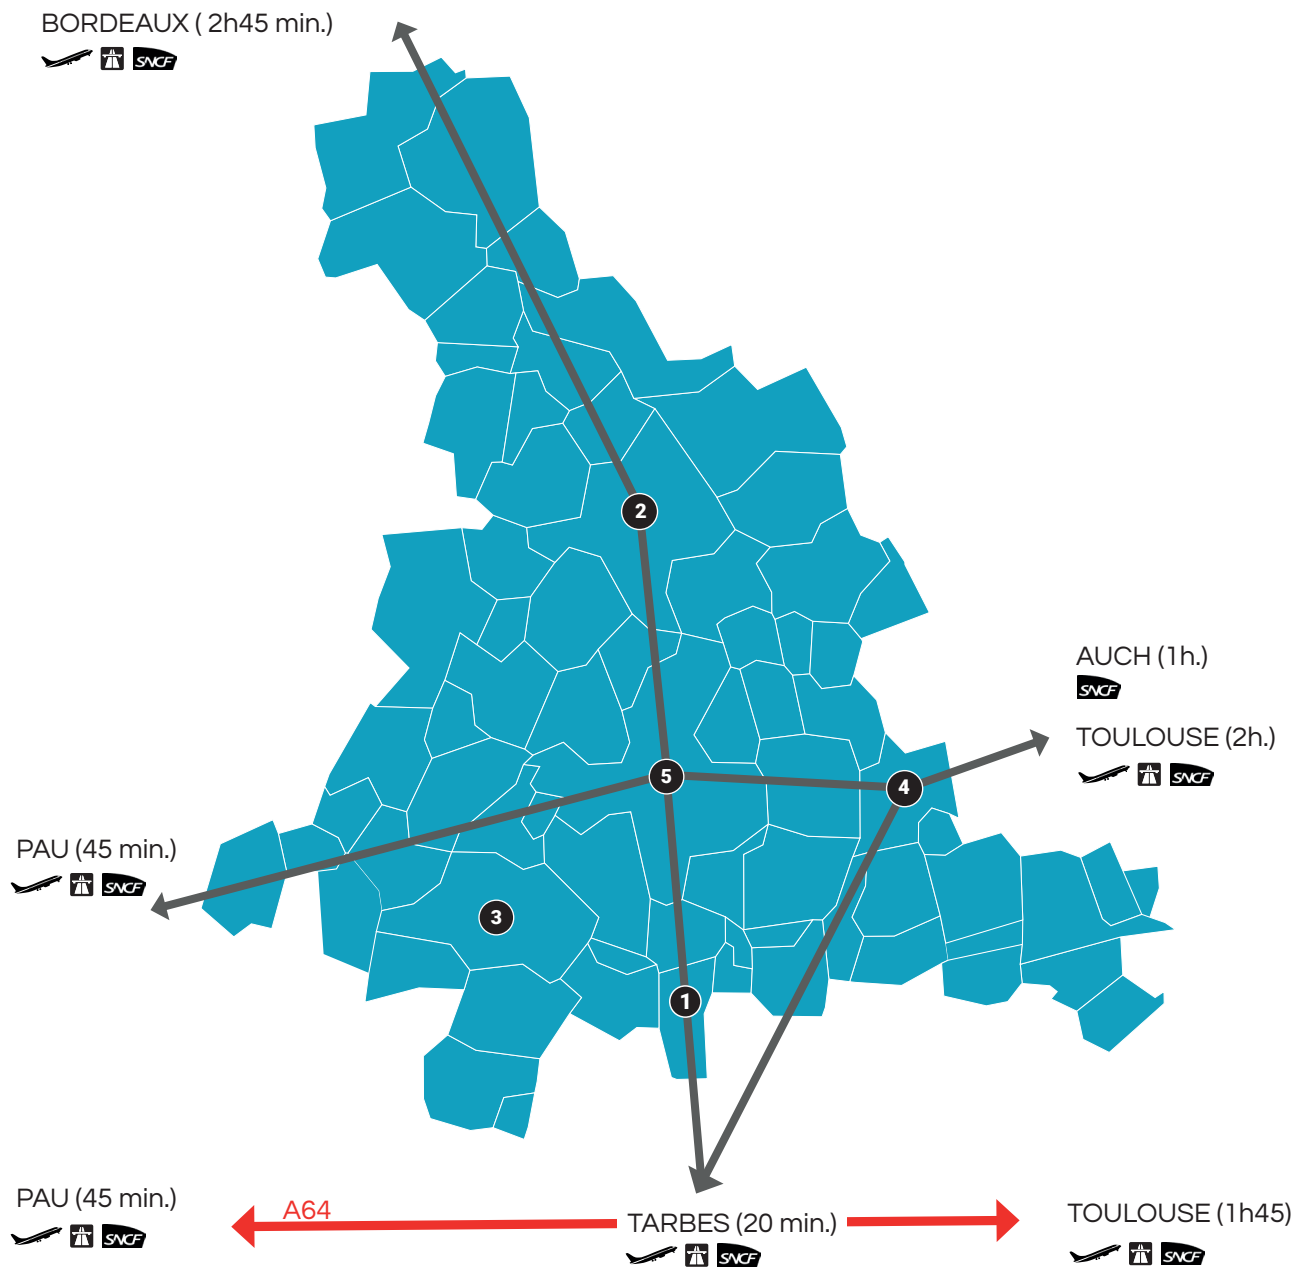 BORDEAUX ( 2h45 min.)
SNCF
2
AUCH (1h.)
SNCF
TOULOUSE (2h.)
SNCF
5
4
PAU (45 min.)
SNCF
3
1
PAU (45 min.)
SNCF
A64
TARBES (20 min.)
SNCF
TOULOUSE (1h45)
SNCF